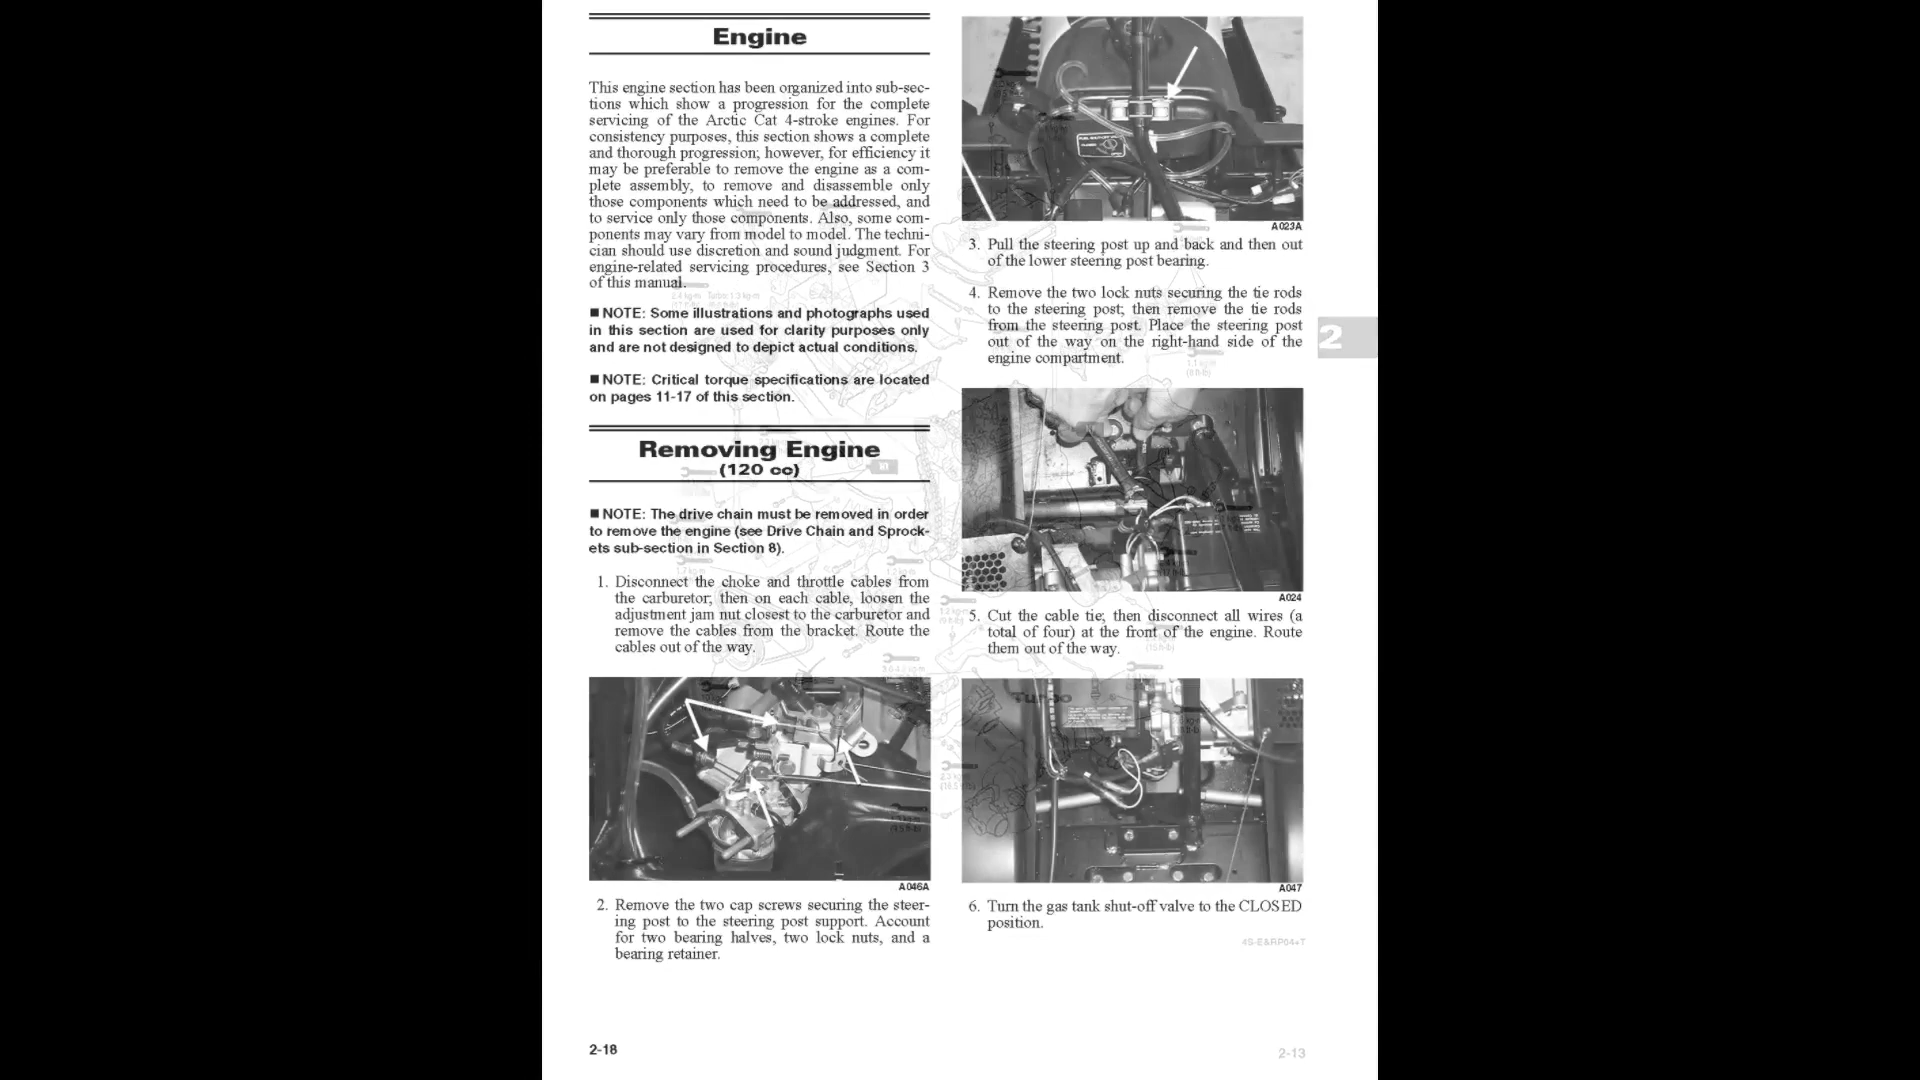 Engine
This engine section has been organized into sub-sec-
tions which show a progression for the complete
servicing of the Arctic Cat 4-stroke engines. For
consistency purposes, this section shows a complete
and thorough progression; however, for efficiency it
may be preferable to remove the engine as a com-
plete assembly, to remove and disassemble only
those components which need to be addressed, and
to service only those components. Also, some com-
ponents may vary from model to model. The techni-
cian should use discretion and sound judgment. For
engine-related servicing procedures, see Section 3
of this manual.
■ NOTE: Some illustrations and photographs used
in this section are used for clarity purposes only
and are not designed to depict actual conditions.
■ NOTE: Critical torque specifications are located
on pages 11-17 of this section.
Removing Engine
(120 cc)
■ NOTE: The drive chain must be removed in order
to remove the engine (see Drive Chain and Sprock-
ets sub-section in Section 8).
1. Disconnect the choke and throttle cables from
the carburetor; then on each cable, loosen the
adjustment jam nut closest to the carburetor and
remove the cables from the bracket. Route the
cables out of the way.
A046A
2. Remove the two cap screws securing the steer-
ing post to the steering post support. Account
for two bearing halves, two lock nuts, and a
bearing retainer.
2-18
A023A
3. Pull the steering post up and back and then out
of the lower steering post bearing.
4. Remove the two lock nuts securing the tie rods
to the steering post; then remove the tie rods
from the steering post. Place the steering post
out of the way on the right-hand side of the
engine compartment.
2
A024
5. Cut the cable tie; then disconnect all wires (a
total of four) at the front of the engine. Route
them out of the way.
Turbo
A047
6. Turn the gas tank shut-off valve to the CLOSED
position.
4S-E&RP04+T
2-13